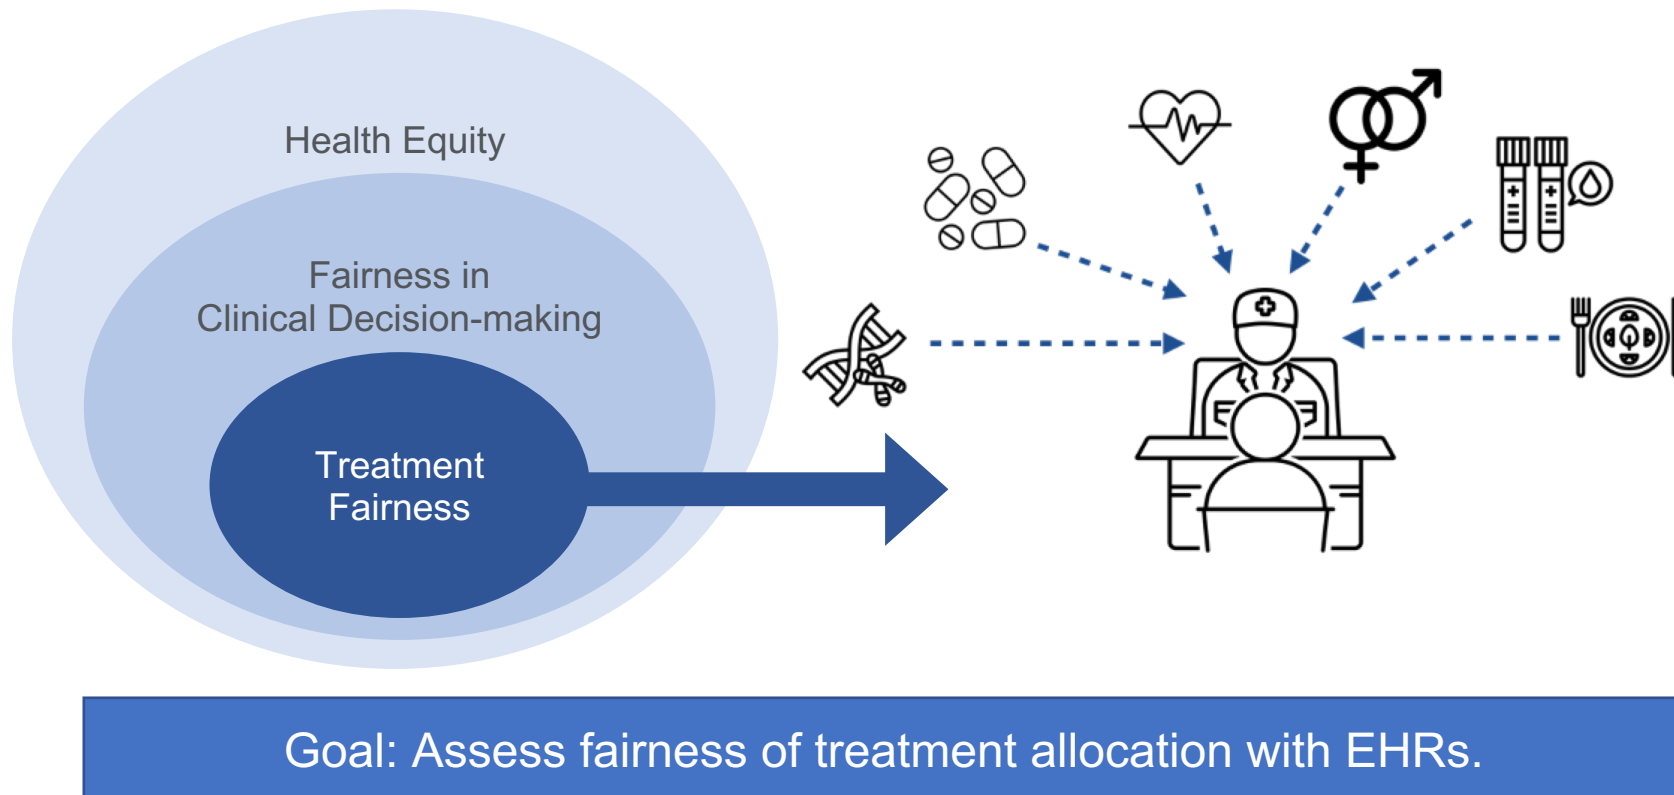 Health Equity
Fairness in
Clinical Decision-making
Treatment
Fairness
Goal: Assess fairness of treatment allocation with EHRs.